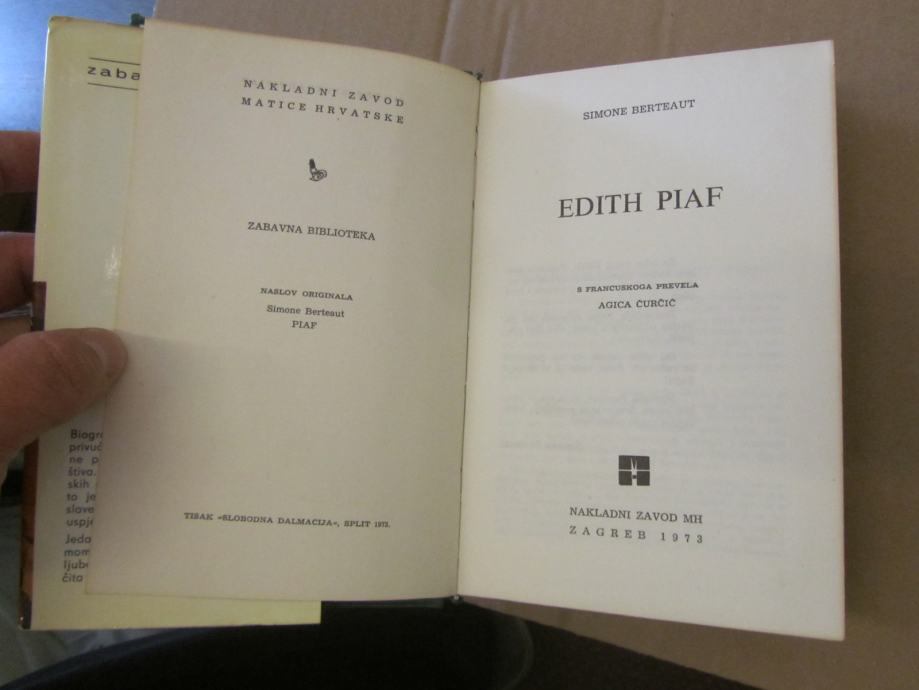 zaba
NAKLADNI ZAVOD
MATICE HRVATSKE
ZABAVNA BIBLIOTEKA
NASLOV ORIGINALA
Simone Berteaut
PIAF
TISAK »SLOBODNA DALMACIJA«, SPLIT 1973.
Biogra
privuč
ne p
štiva.
skih
to je
slave
uspje
Jeda
mom
ljuba
čita
SIMONE BERTEAUT
EDITH PIAF
S FRANCUSKOGA PREVELA
AGICA ĆURČIĆ
NAKLADNI ZAVOD MH
ZAGREB 1973